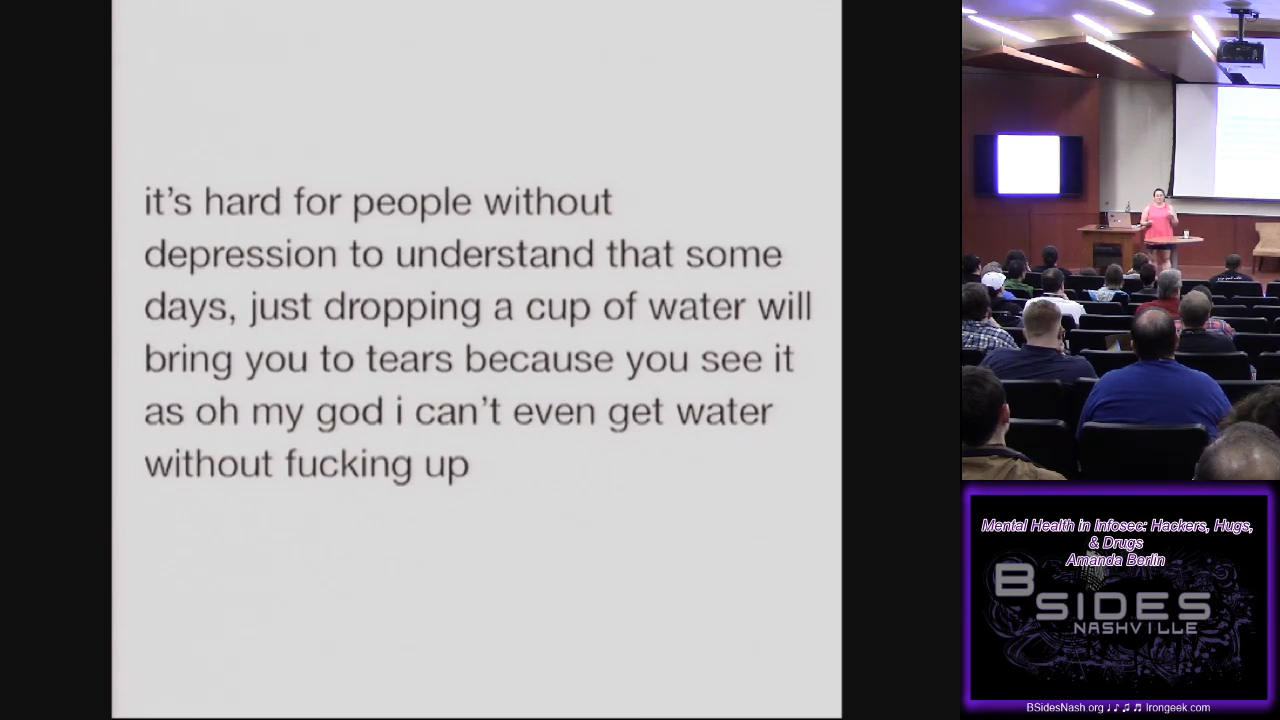 it's hard for people without
depression to understand that some
days, just dropping a cup of water will
bring you to tears because you see it
as oh my god i can't even get water
without fucking up
Mental Health in Infosec: Hackers, Hugs,
& Drugs
Amanda Berlin
BSIDES
NASHVILLE
BSidesNash.org ♩♪♫♬ Irongeek.com